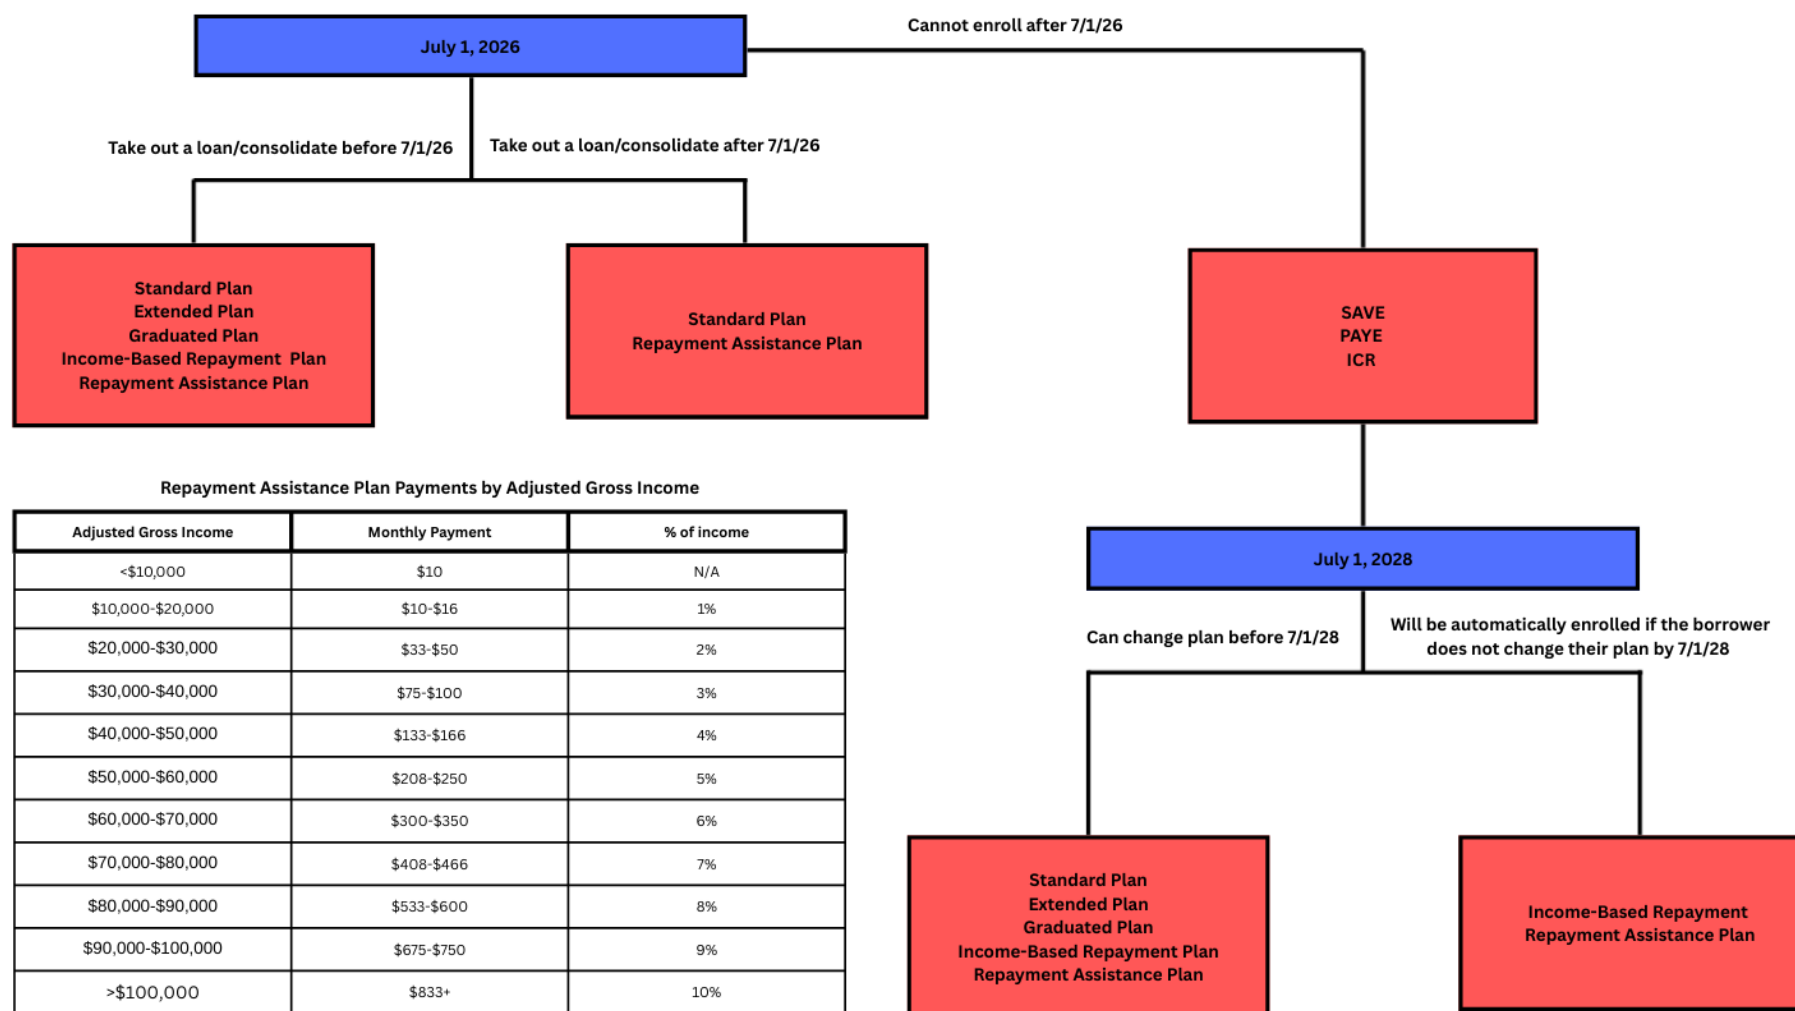 Cannot enroll after 7/1/26
July 1, 2026
Take out a loan/consolidate before 7/1/26
Take out a loan/consolidate after 7/1/26
Standard Plan
Extended Plan
Graduated Plan
Income-Based Repayment  Plan
Repayment Assistance Plan
Standard Plan
Repayment Assistance Plan
SAVE
PAYE
ICR
Repayment Assistance Plan Payments by Adjusted Gross Income
Adjusted Gross Income Monthly Payment % of income
<$10,000 $10 N/A
$10,000-$20,000 $10-$16 1%
$20,000-$30,000 $33-$50 2%
$30,000-$40,000 $75-$100 3%
$40,000-$50,000 $133-$166 4%
$50,000-$60,000 $208-$250 5%
$60,000-$70,000 $300-$350 6%
$70,000-$80,000 $408-$466 7%
$80,000-$90,000 $533-$600 8%
$90,000-$100,000 $675-$750 9%
>$100,000 $833+ 10%
July 1, 2028
Can change plan before 7/1/28
Will be automatically enrolled if the borrower
does not change their plan by 7/1/28
Standard Plan
Extended Plan
Graduated Plan
Income-Based Repayment Plan
Repayment Assistance Plan
Income-Based Repayment
Repayment Assistance Plan